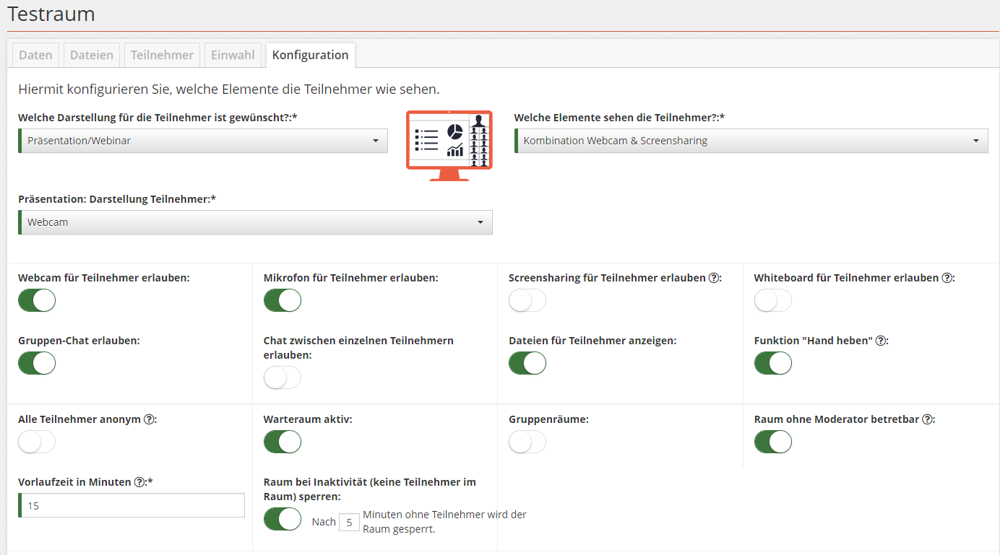 Testraum
Daten
Dateien
Teilnehmer
Einwahl
Konfiguration
Hiermit konfigurieren Sie, welche Elemente die Teilnehmer wie sehen.
Welche Darstellung für die Teilnehmer ist gewünscht?:*
Präsentation/Webinar
Welche Elemente sehen die Teilnehmer?:*
Kombination Webcam & Screensharing
Präsentation: Darstellung Teilnehmer:*
Webcam
Webcam für Teilnehmer erlauben:
Mikrofon für Teilnehmer erlauben:
Screensharing für Teilnehmer erlauben ?:
Whiteboard für Teilnehmer erlauben ?:
Gruppen-Chat erlauben:
Chat zwischen einzelnen Teilnehmern
erlauben:
Dateien für Teilnehmer anzeigen:
Funktion "Hand heben" ?:
Alle Teilnehmer anonym ?:
Warteraum aktiv:
Gruppenräume:
Raum ohne Moderator betretbar ?:
Vorlaufzeit in Minuten ?:*
15
Raum bei Inaktivität (keine Teilnehmer im
Raum) sperren:
Nach 5 Minuten ohne Teilnehmer wird der
Raum gesperrt.